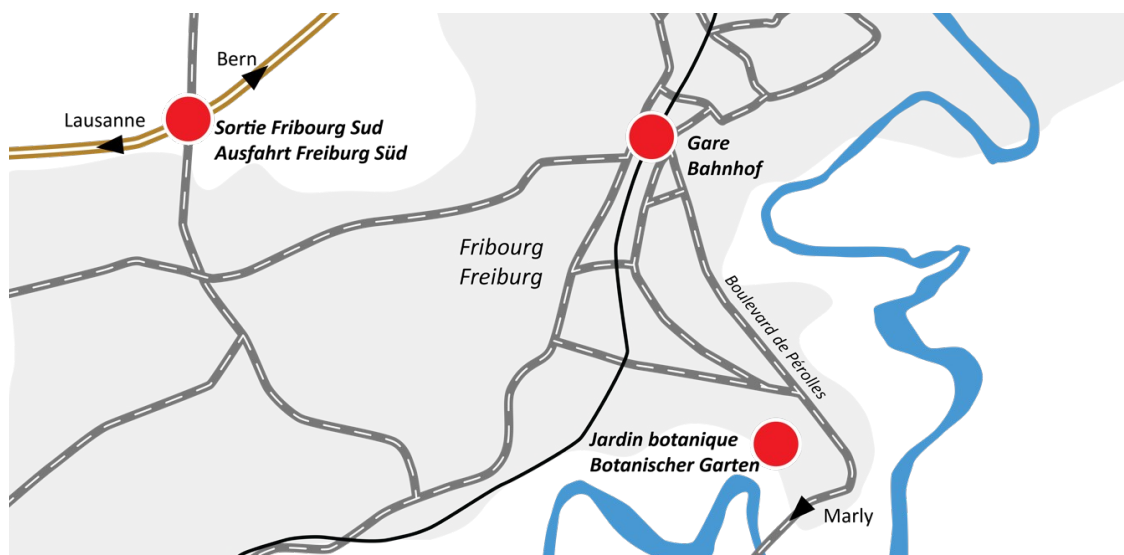 Bern
Lausanne
Sortie Fribourg Sud
Ausfahrt Freiburg Süd
Gare
Bahnhof
Fribourg
Freiburg
Boulevard de Pérolles
Jardin botanique
Botanischer Garten
Marly